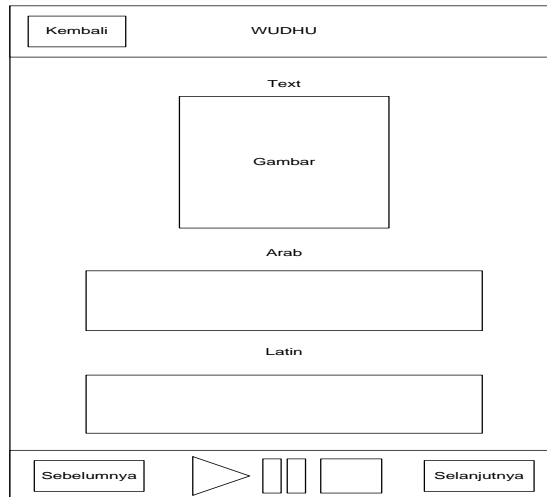 Kembali
WUDHU
Text
Gambar
Arab
Latin
Sebelumnya
Selanjutnya